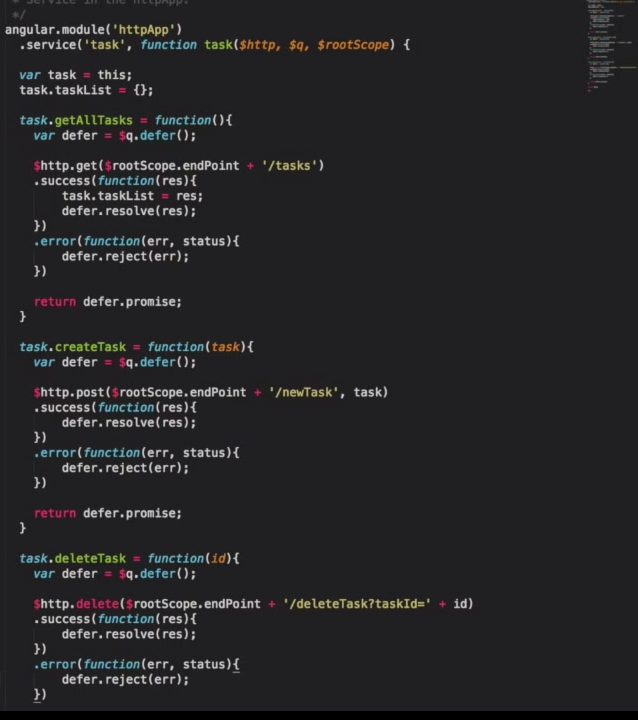 * Service in the httpApp.
*/
angular.module('httpApp')
.service('task', function task($http, $q, $rootScope) {
var task = this;
task.taskList = {};
task.getAllTasks = function(){
var defer = $q.defer();
$http.get($rootScope.endPoint + '/tasks')
.success(function(res){
task.taskList = res;
defer.resolve(res);
})
.error(function(err, status){
defer.reject(err);
})
return defer.promise;
}
task.createTask = function(task){
var defer = $q.defer();
$http.post($rootScope.endPoint + '/newTask', task)
.success(function(res){
defer.resolve(res);
})
.error(function(err, status){
defer.reject(err);
})
return defer.promise;
}
task.deleteTask = function(id){
var defer = $q.defer();
$http.delete($rootScope.endPoint + '/deleteTask?taskId=' + id)
.success(function(res){
defer.resolve(res);
})
.error(function(err, status){
defer.reject(err);
})